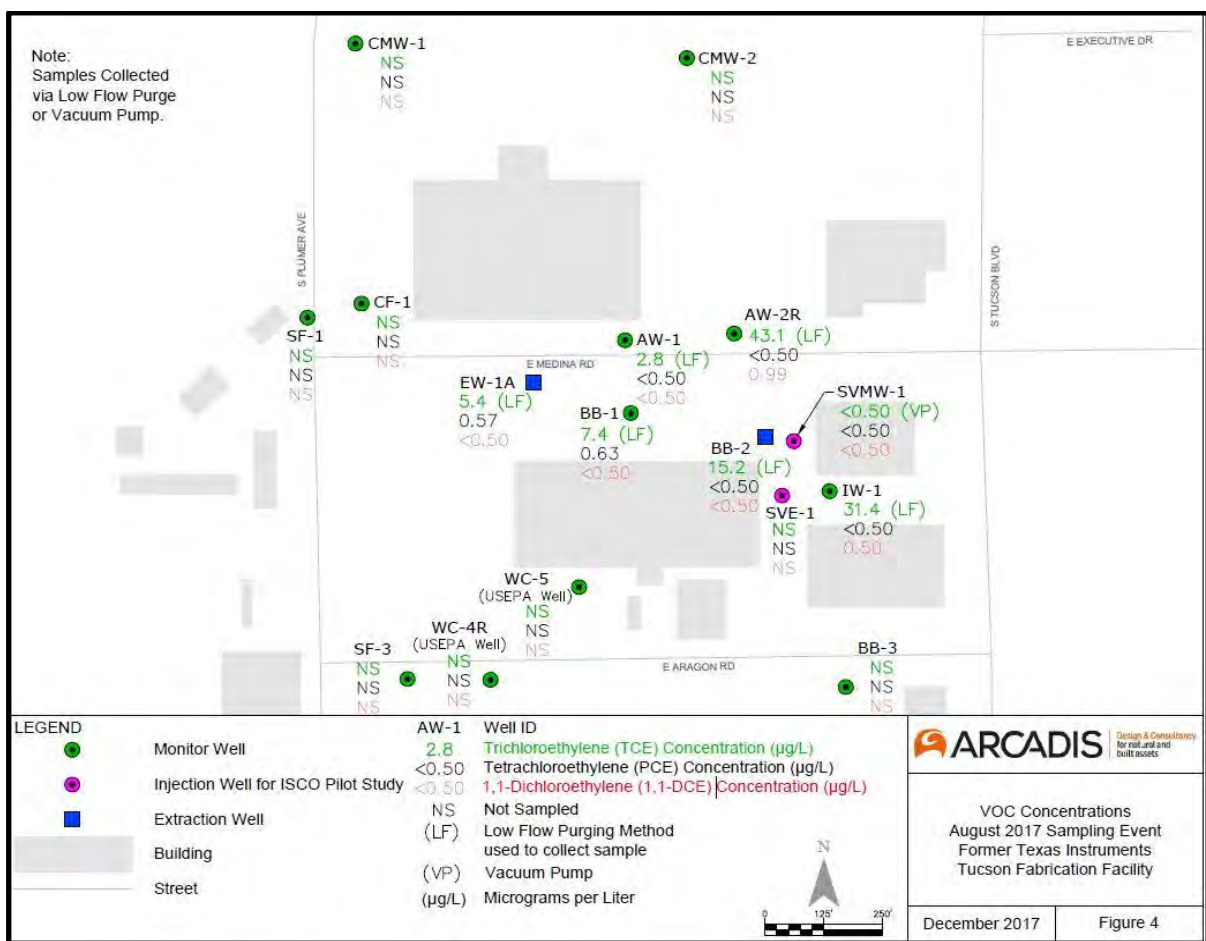 Note:
Samples Collected
via Low Flow Purge
or Vacuum Pump.
CMW-1
NS
NS
NS
CMW-2
NS
NS
NS
E EXECUTIVE DR
S PLUMER AVE
S TUCSON BLVD
CF-1
NS
NS
NS
SF-1
NS
NS
NS
AW-1
2.8 (LF)
<0.50
<0.50
AW-2R
43.1 (LF)
<0.50
0.99
E MEDINA RD
EW-1A
5.4 (LF)
0.57
<0.50
BB-1
7.4 (LF)
0.63
<0.50
SVMW-1
<0.50 (VP)
<0.50
<0.50
BB-2
15.2 (LF)
<0.50
<0.50
SVE-1
NS
NS
NS
IW-1
31.4 (LF)
<0.50
0.50
WC-5
(USEPA Well)
NS
NS
NS
WC-4R
(USEPA Well)
NS
NS
NS
SF-3
NS
NS
NS
E ARAGON RD
BB-3
NS
NS
NS
LEGEND
Monitor Well
Injection Well for ISCO Pilot Study
Extraction Well
Building
Street
AW-1 Well ID
2.8 Trichloroethylene (TCE) Concentration (µg/L)
<0.50 Tetrachloroethylene (PCE) Concentration (µg/L)
<0.50 1,1-Dichloroethylene (1,1-DCE) Concentration (µg/L)
NS Not Sampled
(LF) Low Flow Purging Method
used to collect sample
(VP) Vacuum Pump
(µg/L) Micrograms per Liter
N
0 125' 250'
ARCADIS
Design & Consultancy
for natural and
built assets
VOC Concentrations
August 2017 Sampling Event
Former Texas Instruments
Tucson Fabrication Facility
December 2017
Figure 4